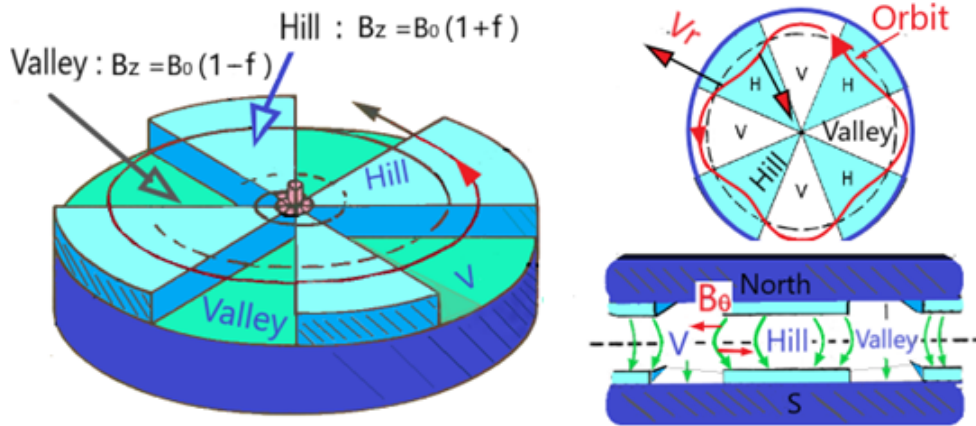 Hill : Bz = B₀ (1+f)
Valley : Bz = B₀ (1−f)
Hill
V
Valley
Vr
Orbit
V
H
H
V
Valley
Hill
H
V
North
Bθ
V
Hill
Valley
S